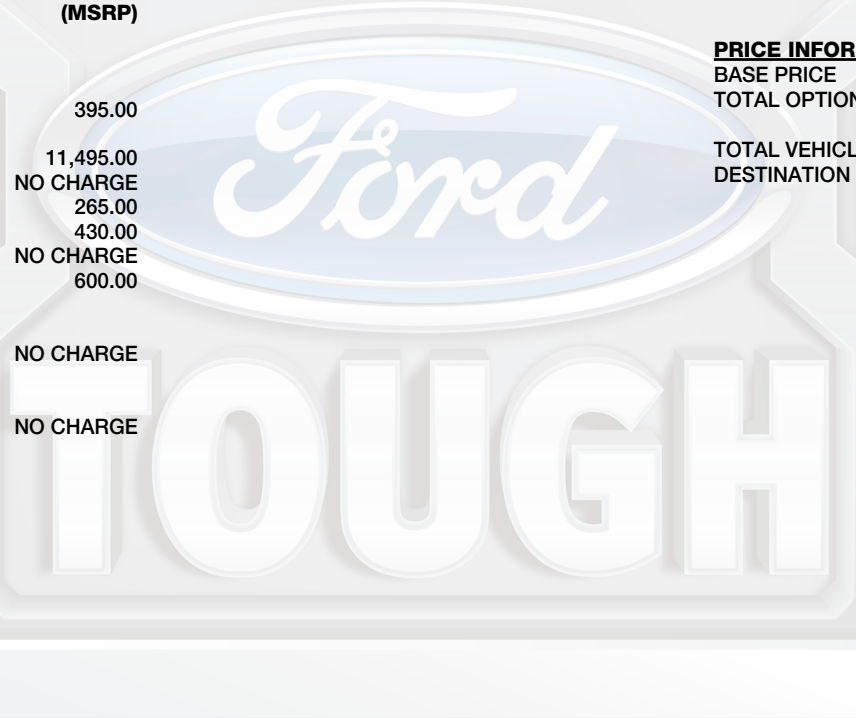 (MSRP)
395.00
11,495.00
NO CHARGE
265.00
430.00
NO CHARGE
600.00
NO CHARGE
NO CHARGE
PRICE INFOR
BASE PRICE
TOTAL OPTION
TOTAL VEHICL
DESTINATION
Ford
TOUGH